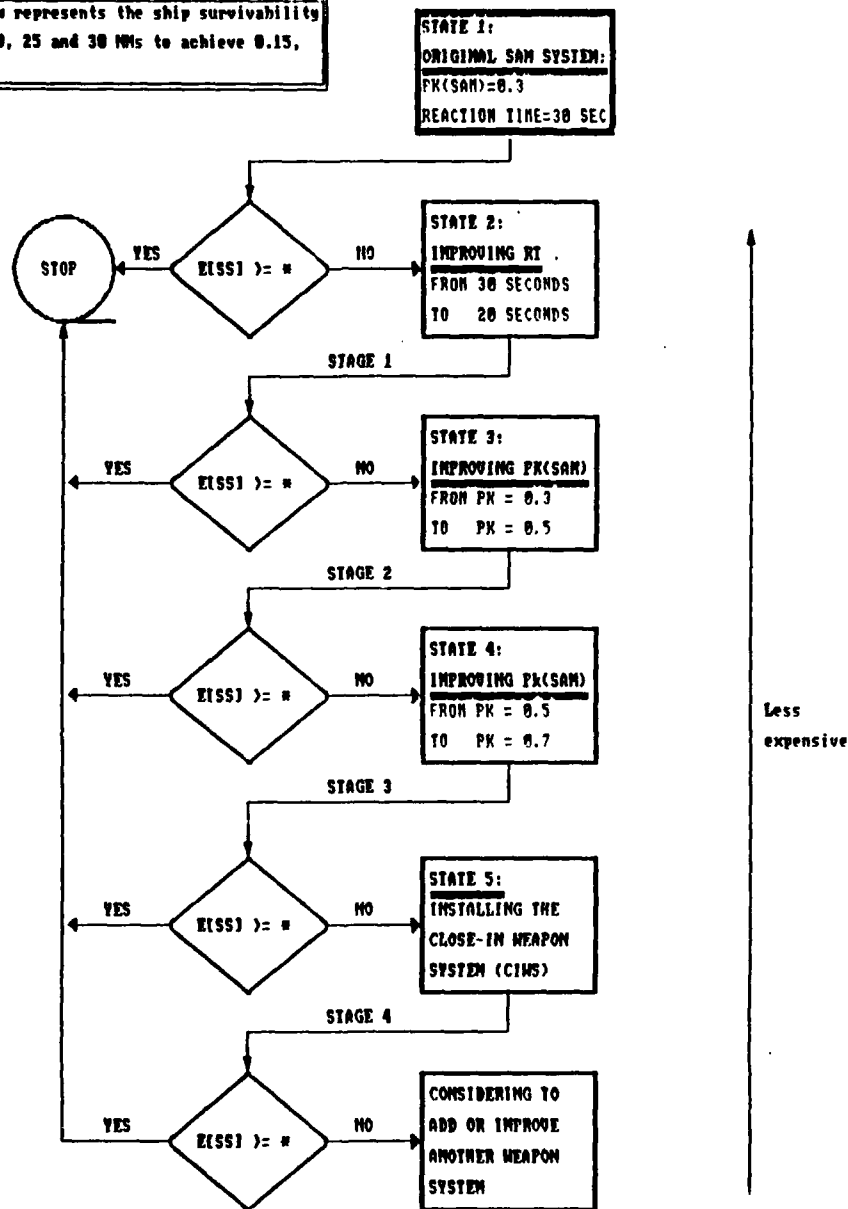 represents the ship survivability
, 25 and 30 NMs to achieve 0.15,
STATE 1:
ORIGINAL SAM SYSTEM:
PK(SAM)=0.3
REACTION TIME=30 SEC
STOP
YES
E[SS] >= *
NO
STATE 2:
IMPROVING RT
FROM 30 SECONDS
TO 20 SECONDS
STAGE 1
YES
E[SS] >= *
NO
STATE 3:
IMPROVING PK(SAM)
FROM PK = 0.3
TO PK = 0.5
STAGE 2
YES
E[SS] >= *
NO
STATE 4:
IMPROVING Pk(SAM)
FROM PK = 0.5
TO PK = 0.7
Less
expensive
STAGE 3
YES
E[SS] >= *
NO
STATE 5:
INSTALLING THE
CLOSE-IN WEAPON
SYSTEM (CIWS)
STAGE 4
YES
E[SS] >= *
NO
CONSIDERING TO
ADD OR IMPROVE
ANOTHER WEAPON
SYSTEM